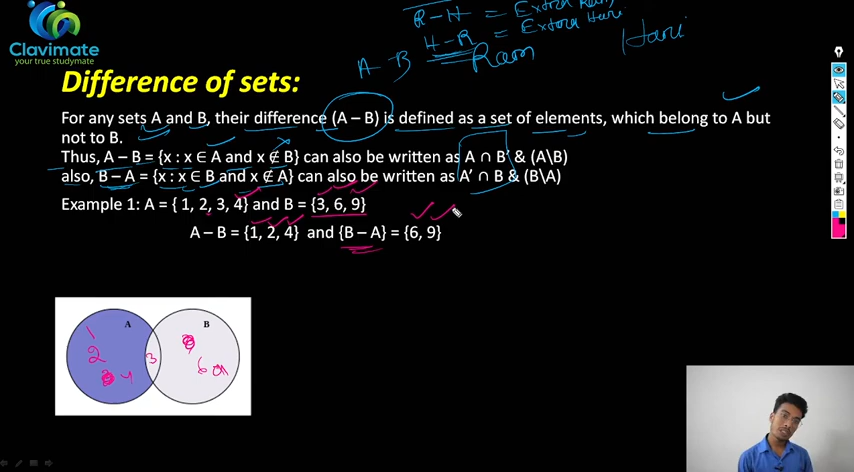 R - H = Extra Ram
H - R = Extra Hari
A B Ram Hari
Clavimate
your true studymate
Difference of sets:
For any sets A and B, their difference (A – B) is defined as a set of elements, which belong to A but
not to B.
Thus, A – B = {x : x ∈ A and x ∉ B} can also be written as A ∩ B’ & (A\B)
also, B – A = {x : x ∈ B and x ∉ A} can also be written as A’ ∩ B & (B\A)
Example 1: A = { 1, 2, 3, 4} and B = {3, 6, 9}
A – B = {1, 2, 4} and {B – A} = {6, 9}
A B
1
2 3
4 6 9